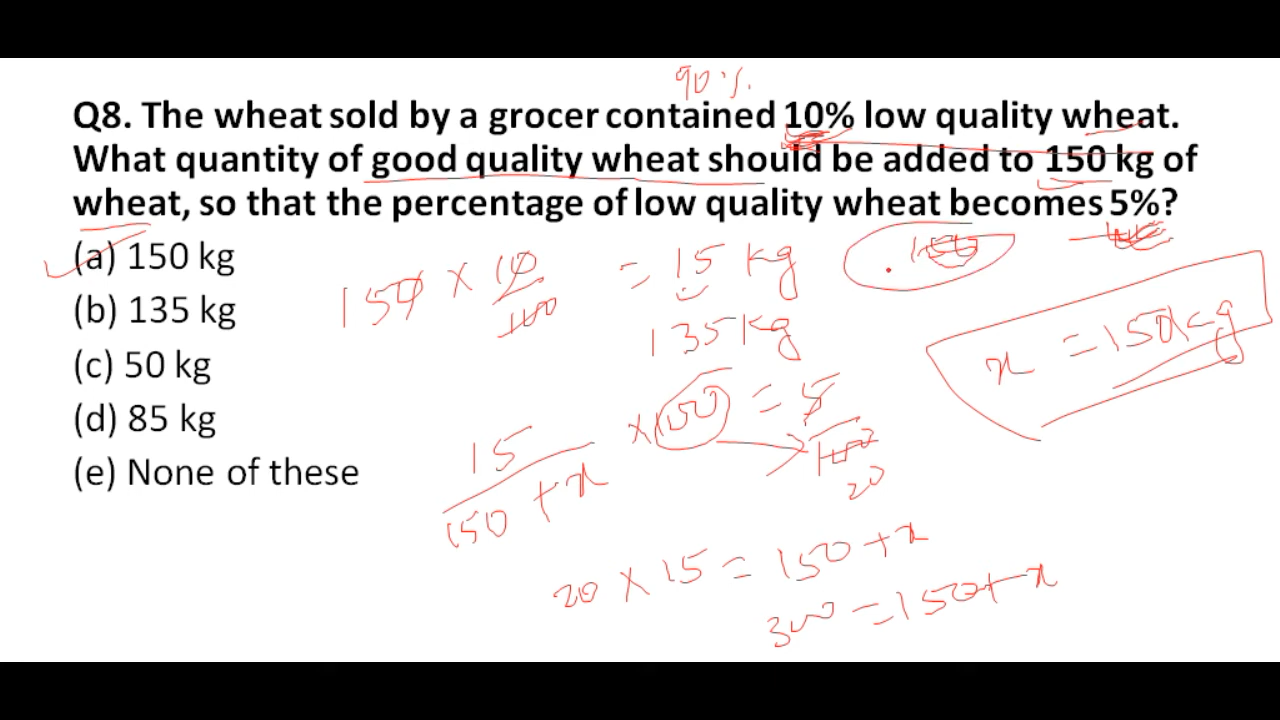 90%
Q8. The wheat sold by a grocer contained 10% low quality wheat.
What quantity of good quality wheat should be added to 150 kg of
wheat, so that the percentage of low quality wheat becomes 5%?
(a) 150 kg
150 × 10/100 = 15 kg
(b) 135 kg
135 kg
x = 150 kg
(c) 50 kg
(d) 85 kg
15/150 + x × 100 = 5/100
20
(e) None of these
20 × 15 = 150 + x
300 = 150 + x